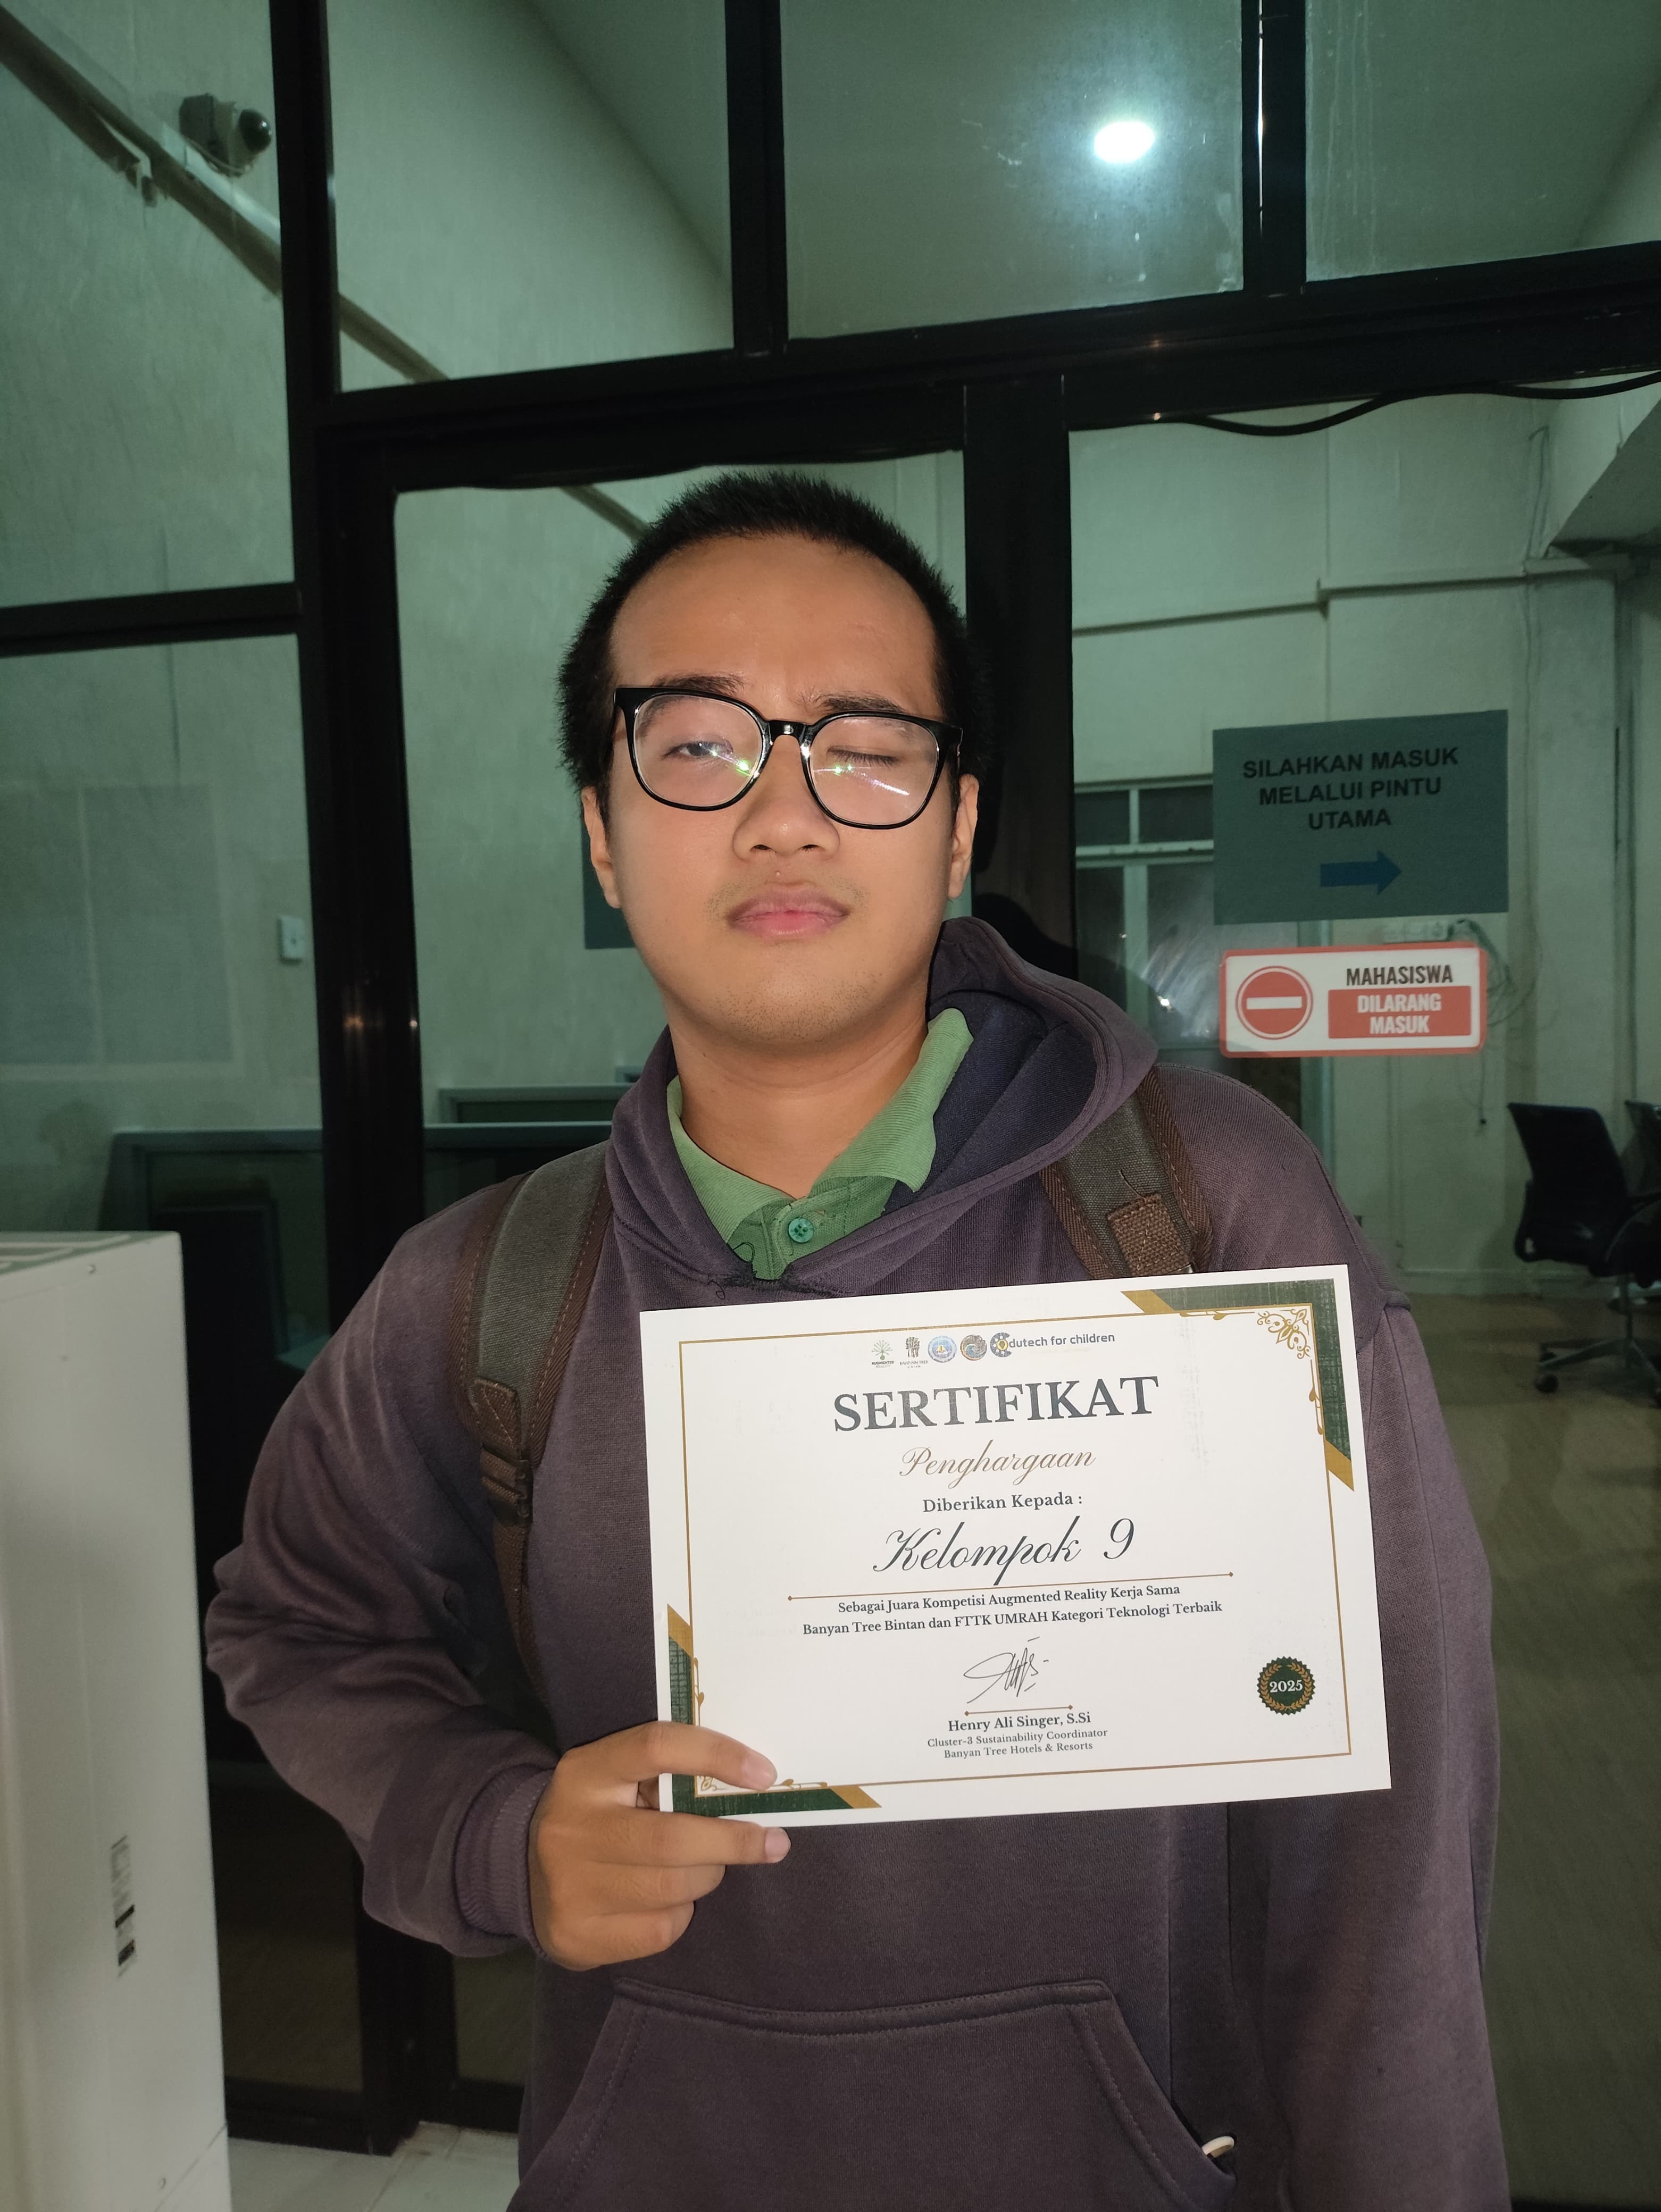 SILAHKAN MASUK
MELALUI PINTU
UTAMA
MAHASISWA
DILARANG
MASUK
dutech for children
SERTIFIKAT
Penghargaan
Diberikan Kepada :
Kelompok 9
Sebagai Juara Kompetisi Augmented Reality Kerja Sama
Banyan Tree Bintan dan FTTK UMRAH Kategori Teknologi Terbaik
Henry Ali Singer, S.Si
Cluster-3 Sustainability Coordinator
Banyan Tree Hotels & Resorts
2025